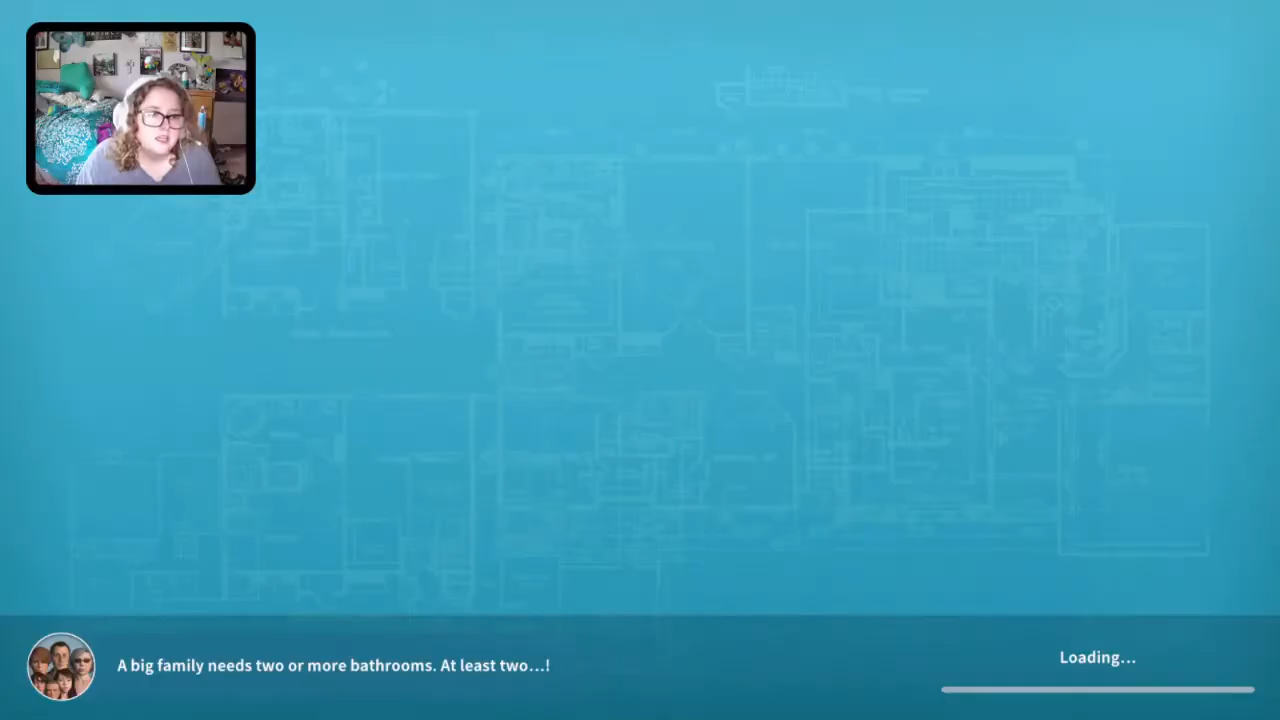 A big family needs two or more bathrooms. At least two...!
Loading...